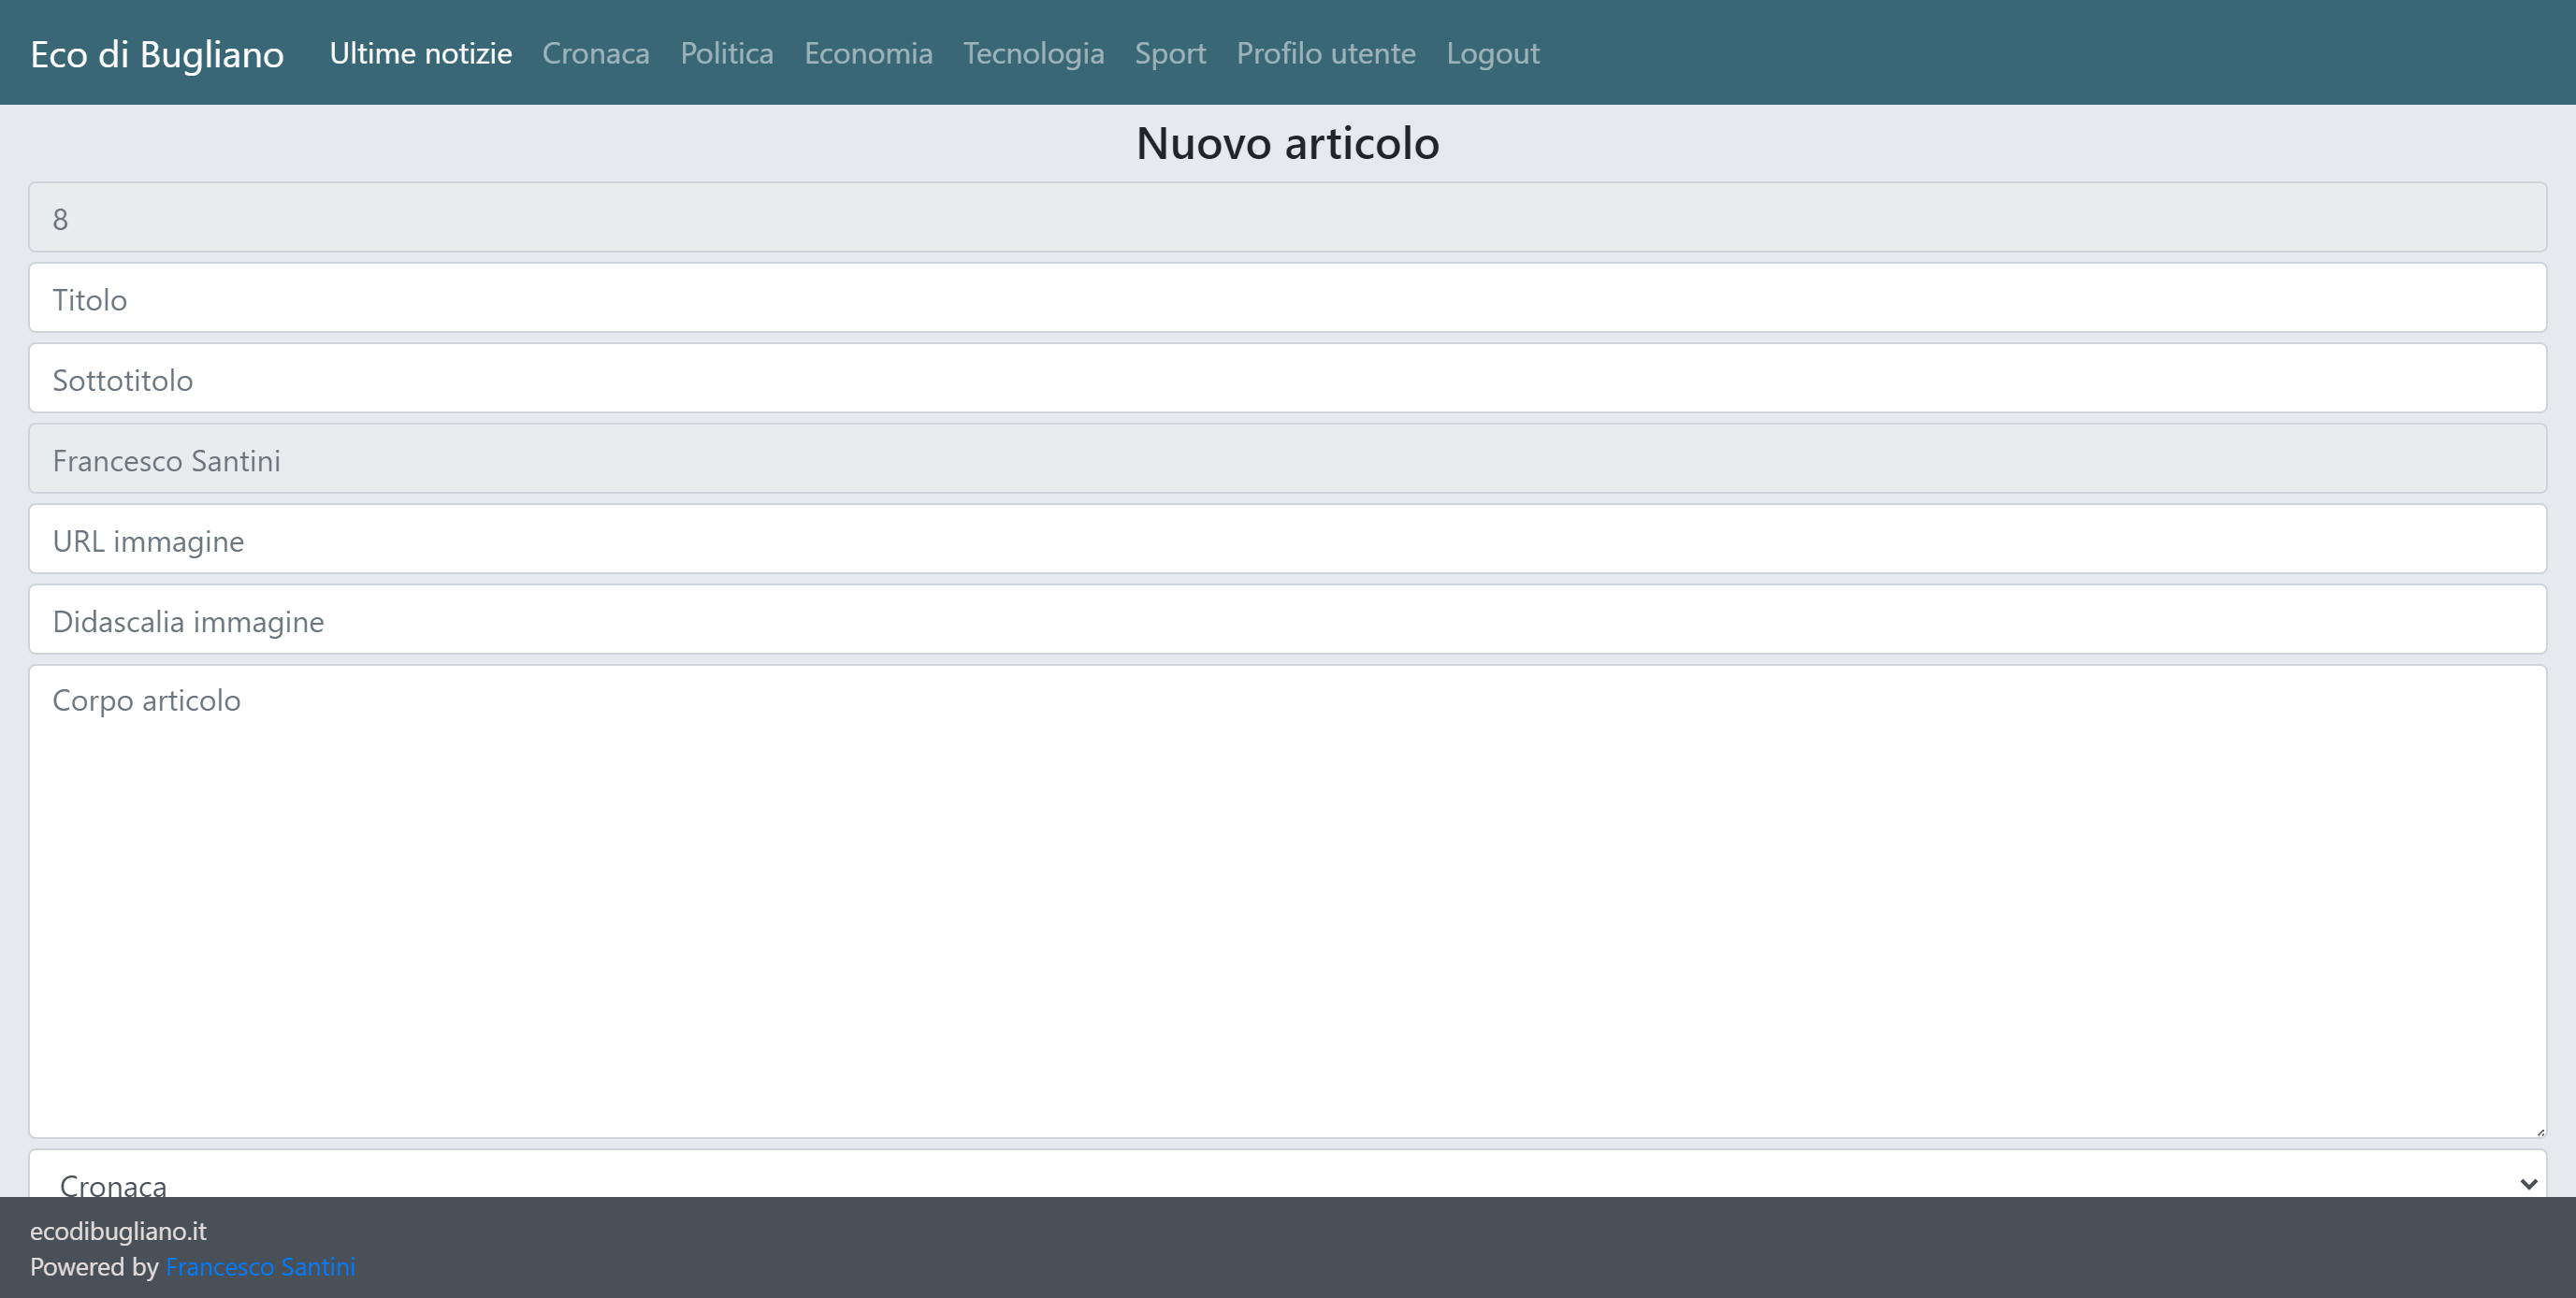 Eco di Bugliano Ultime notizie Cronaca Politica Economia Tecnologia Sport Profilo utente Logout
Nuovo articolo
8
Titolo
Sottotitolo
Francesco Santini
URL immagine
Didascalia immagine
Corpo articolo
Cronaca
ecodibugliano.it
Powered by Francesco Santini